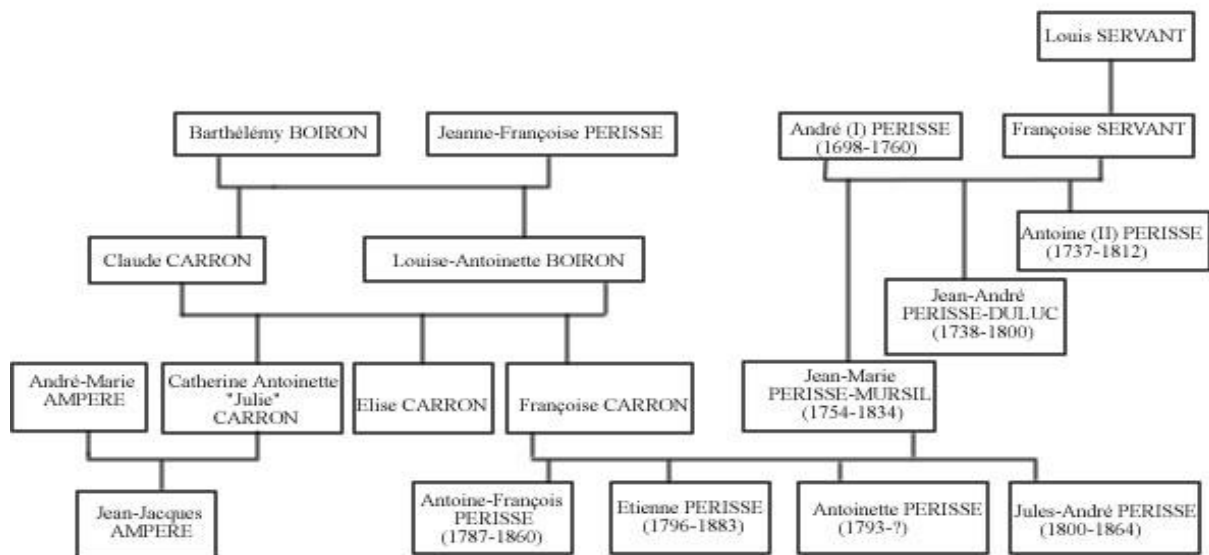 Louis SERVANT
Barthélémy BOIRON
Jeanne-Françoise PERISSE
André (I) PERISSE
(1698-1760)
Françoise SERVANT
Claude CARRON
Louise-Antoinette BOIRON
Antoine (II) PERISSE
(1737-1812)
Jean-André
PERISSE-DULUC
(1738-1800)
André-Marie
AMPERE
Catherine Antoinette
"Julie"
CARRON
Elise CARRON
Françoise CARRON
Jean-Marie
PERISSE-MURSIL
(1754-1834)
Jean-Jacques
AMPERE
Antoine-François
PERISSE
(1787-1860)
Etienne PERISSE
(1796-1883)
Antoinette PERISSE
(1793-?)
Jules-André PERISSE
(1800-1864)